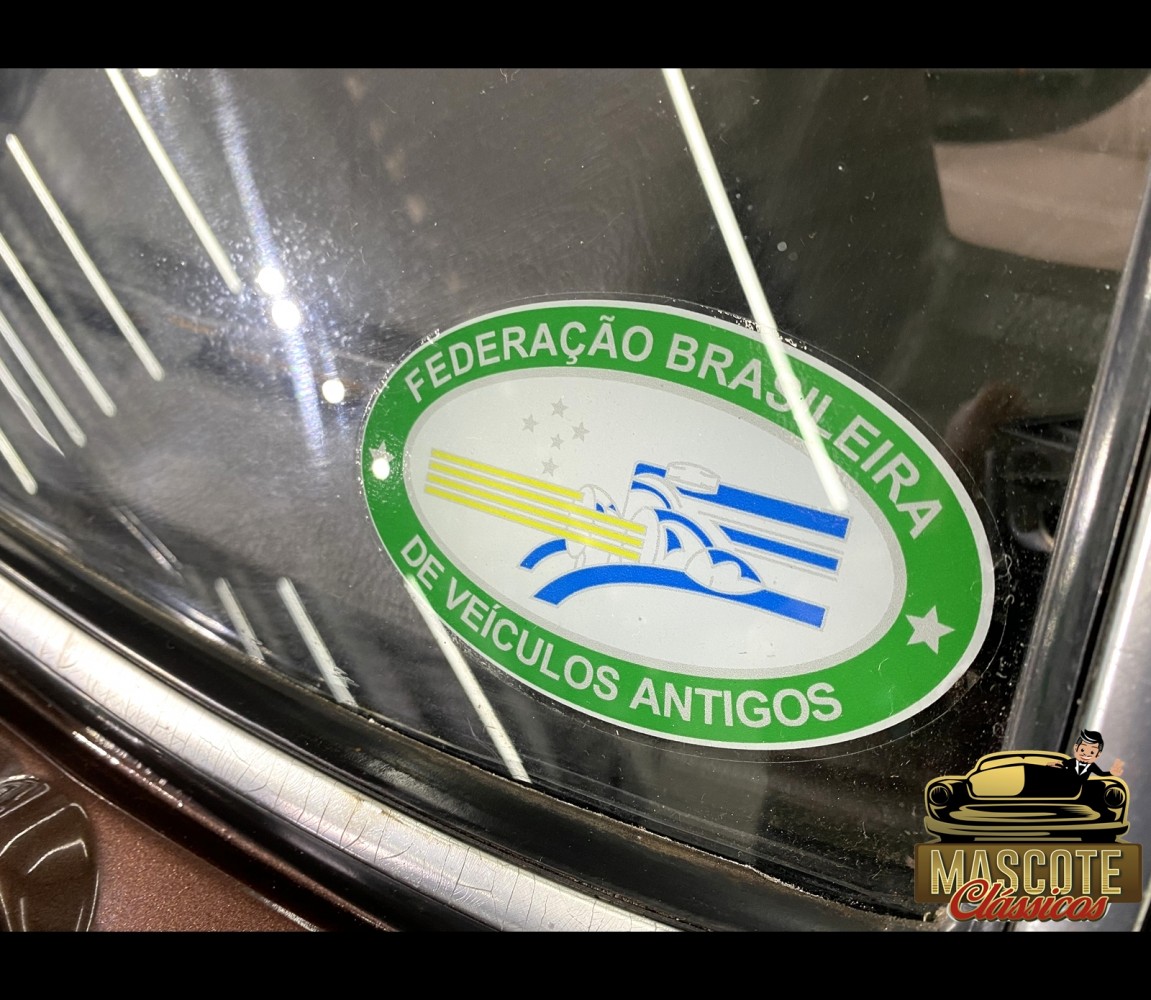 FEDERAÇÃO BRASILEIRA
DE VEÍCULOS ANTIGOS
MASCOTE
Clássicos